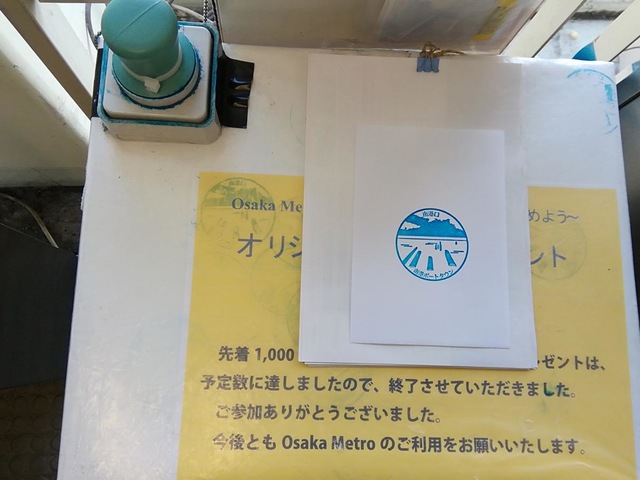 Osaka Me
めよう~
オリジ
ント
南港口
南港ポートタウン
先着 1,000
レゼントは、
予定数に達しましたので、終了させていただきました。
ご参加ありがとうございました。
今後とも Osaka Metro のご利用をお願いいたします。